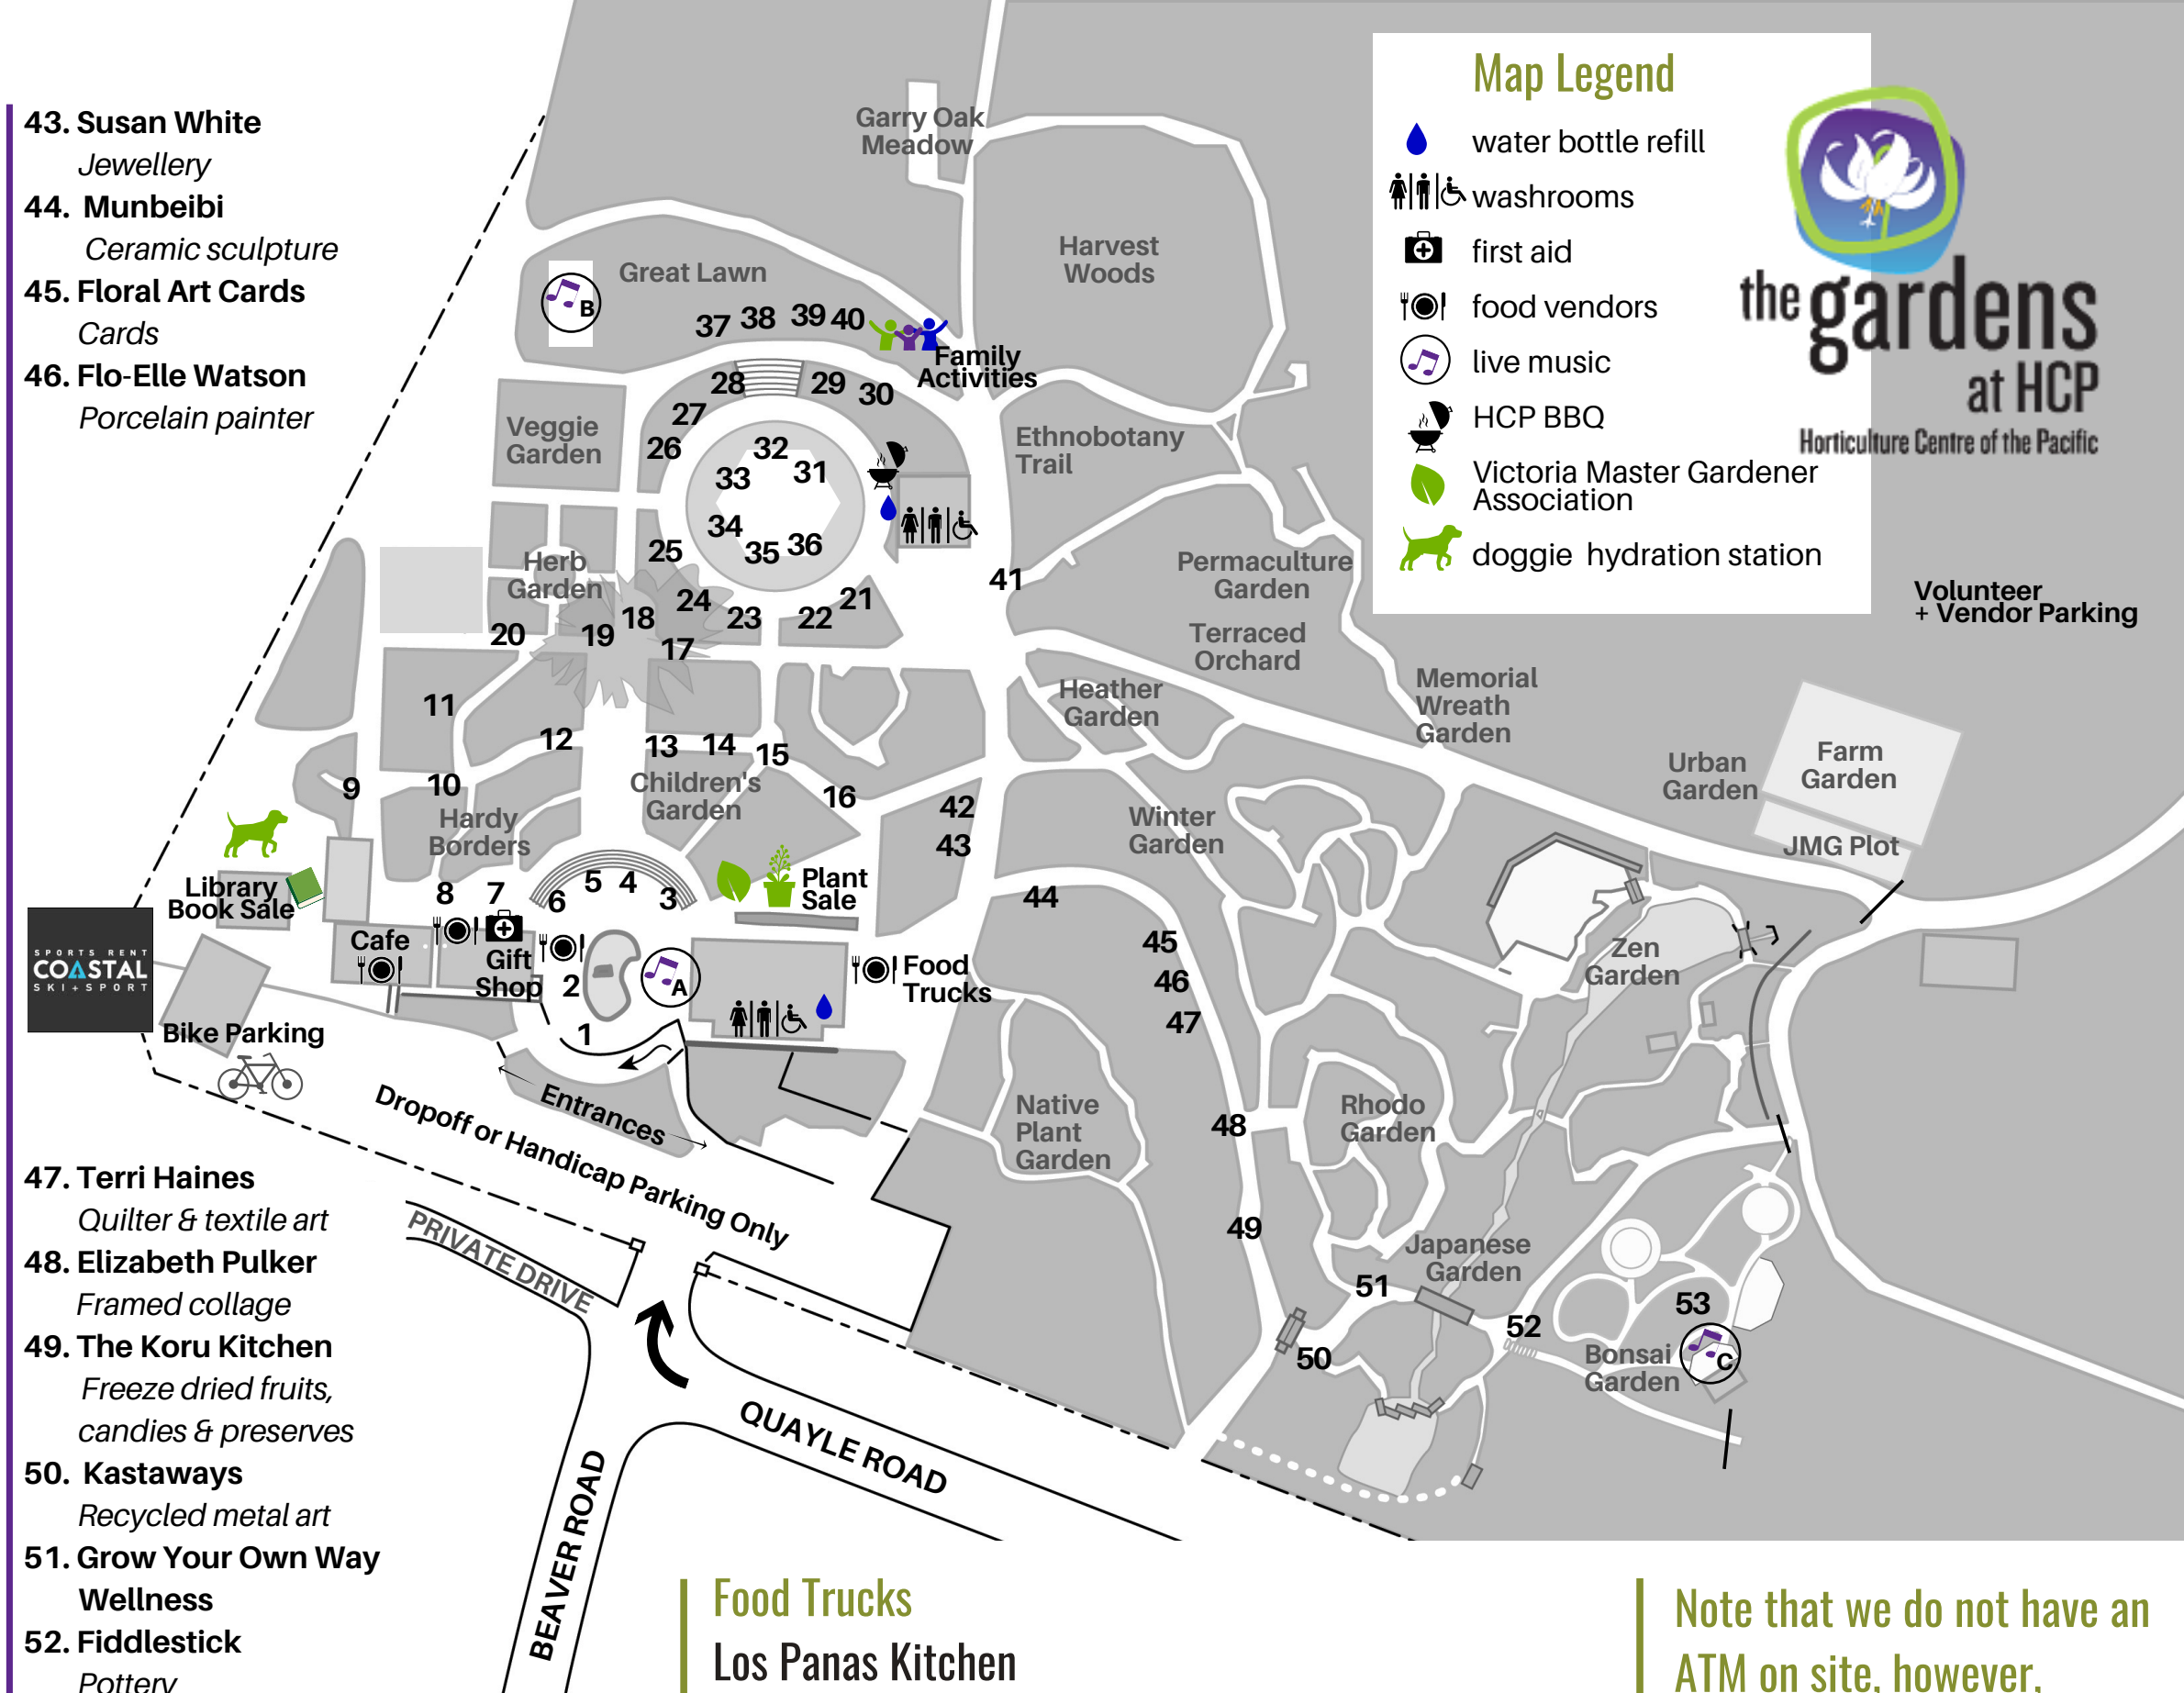 43. Susan White
Jewellery
44. Munbeibi
Ceramic sculpture
45. Floral Art Cards
Cards
46. Flo-Elle Watson
Porcelain painter
Map Legend
water bottle refill
washrooms
first aid
food vendors
live music
HCP BBQ
Victoria Master Gardener
Association
doggie hydration station
the gardens
at HCP
Horticulture Centre of the Pacific
Volunteer
+ Vendor Parking
Garry Oak
Meadow
Harvest
Woods
Great Lawn
B
37 38 39 40
Family
Activities
28 29 30
27
26
Veggie
Garden
32
33 31
34
35 36
25
Ethnobotany
Trail
Herb
Garden
41
Permaculture
Garden
24 23 22 21
18
20 19 17
Terraced
Orchard
Heather
Garden
Memorial
Wreath
Garden
11
12
13 14 15
Urban
Garden
Farm
Garden
JMG Plot
9 10
Children's
Garden
16
42
43
Hardy
Borders
Winter
Garden
Library
Book Sale
8 7 6 5 4 3
Plant
Sale
44
45
46
47
Zen
Garden
SPORTS RENT
COASTAL
SKI + SPORT
Cafe
Gift
Shop
2
A
Food
Trucks
1
Bike Parking
Entrances
Dropoff or Handicap Parking Only
Native
Plant
Garden
48
Rhodo
Garden
49
Japanese
Garden
51
50
52
53
C
Bonsai
Garden
PRIVATE DRIVE
QUAYLE ROAD
BEAVER ROAD
47. Terri Haines
Quilter & textile art
48. Elizabeth Pulker
Framed collage
49. The Koru Kitchen
Freeze dried fruits,
candies & preserves
50. Kastaways
Recycled metal art
51. Grow Your Own Way
Wellness
52. Fiddlestick
Pottery
Food Trucks
Los Panas Kitchen
Note that we do not have an
ATM on site, however,